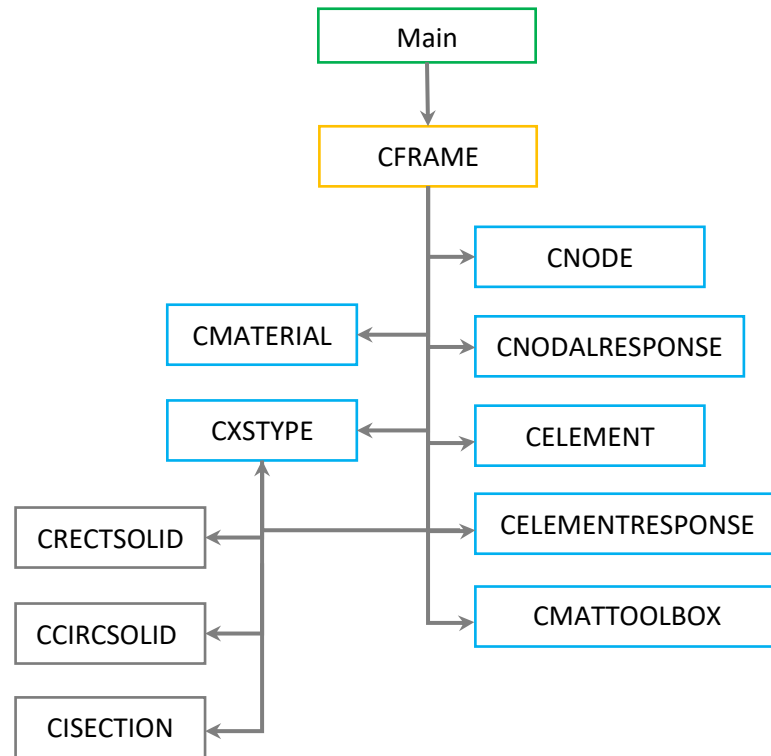 Main
CFRAME
CNODE
CMATERIAL
CNODALRESPONSE
CXSTYPE
CELEMENT
CRECTSOLID
CELEMENTRESPONSE
CCIRCSOLID
CMATTOOLBOX
CISECTION